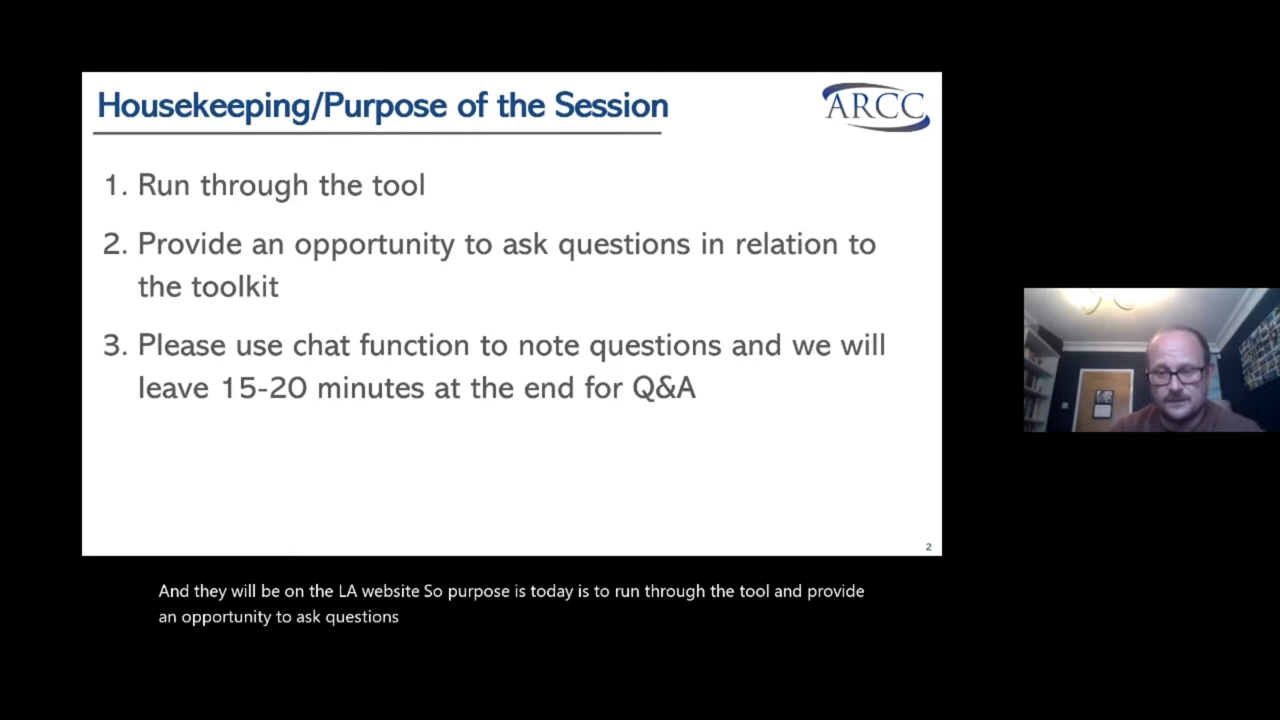 Housekeeping/Purpose of the Session
ARCC
1. Run through the tool
2. Provide an opportunity to ask questions in relation to
the toolkit
3. Please use chat function to note questions and we will
leave 15-20 minutes at the end for Q&A
2
And they will be on the LA website So purpose is today is to run through the tool and provide
an opportunity to ask questions